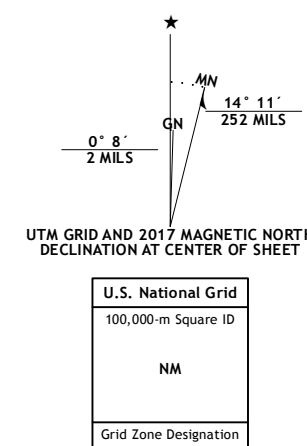 ★
MN
GN
14° 11´
252 MILS
0° 8´
2 MILS
UTM GRID AND 2017 MAGNETIC NORTH
DECLINATION AT CENTER OF SHEET
U.S. National Grid
100,000-m Square ID
NM
Grid Zone Designation